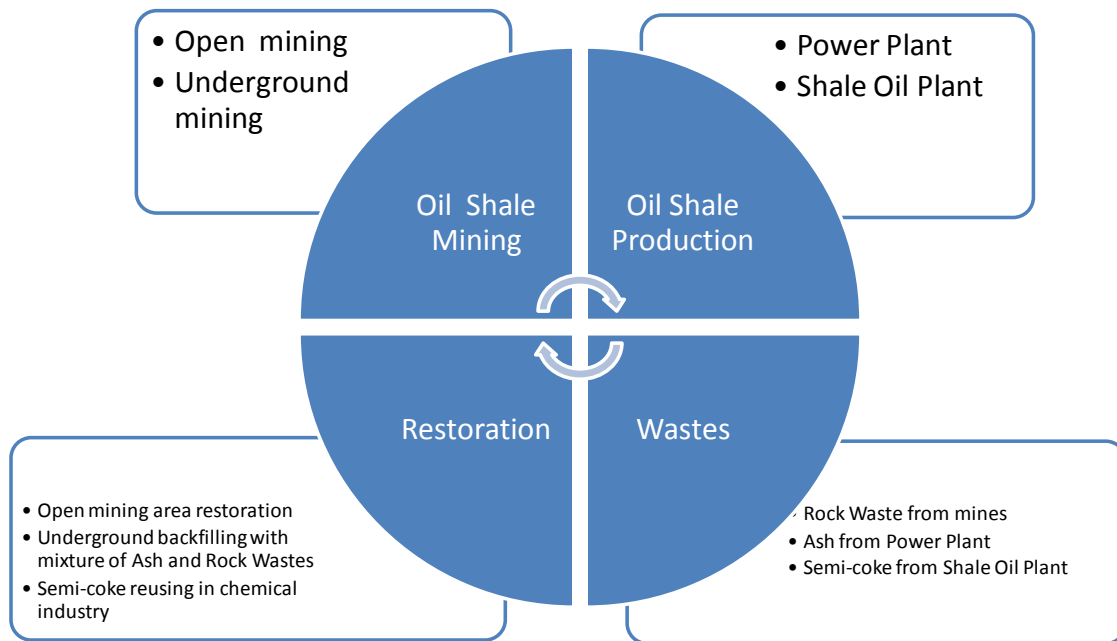 • Open mining
• Underground
mining
• Power Plant
• Shale Oil Plant
Oil Shale
Mining
Oil Shale
Production
Restoration
Wastes
• Open mining area restoration
• Underground backfilling with
mixture of Ash and Rock Wastes
• Semi-coke reusing in chemical
industry
• Rock Waste from mines
• Ash from Power Plant
• Semi-coke from Shale Oil Plant